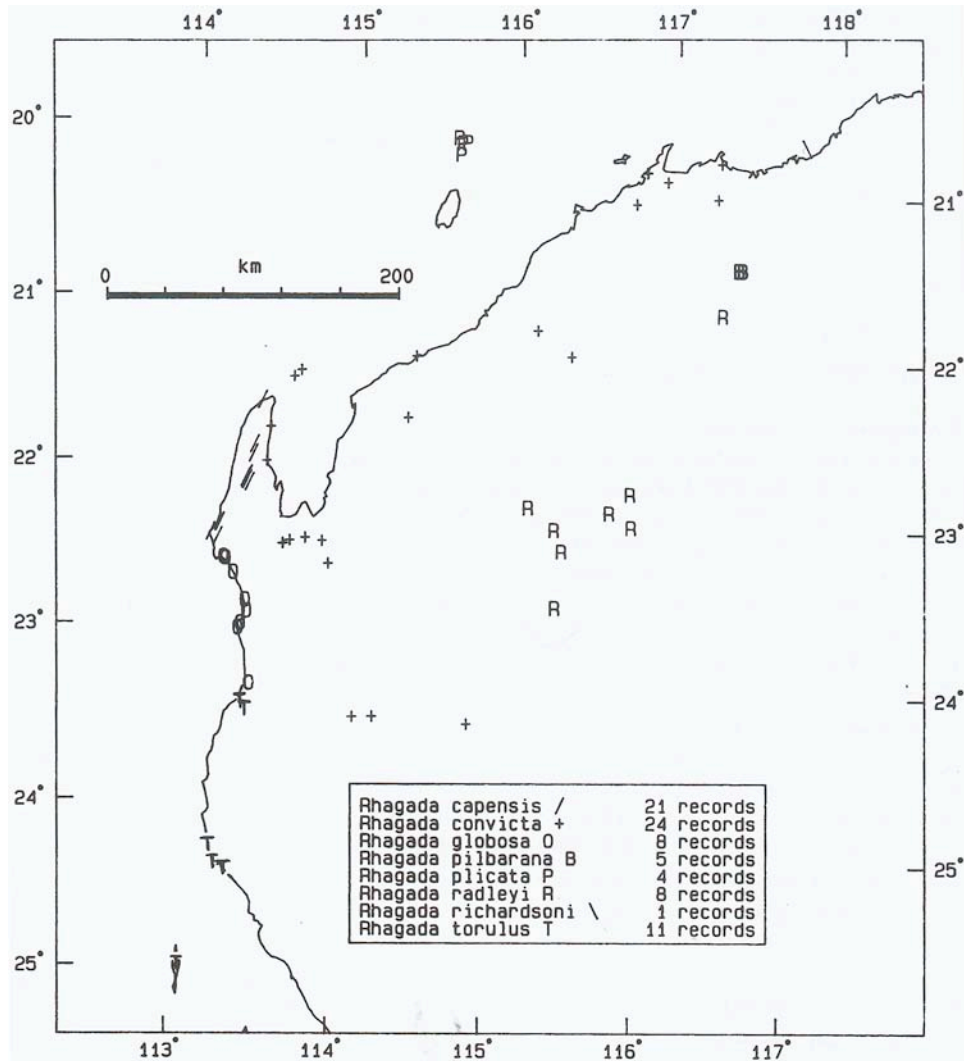 114° 115° 116° 117° 118°
20°
P P P P
21°
0 km 200
B
21°
R
22°
22°
R
R R
R R
23°
R
R
O O O O O O
23°
O
T T
24°
24°
Rhagada capensis / 21 records
Rhagada convicta + 24 records
Rhagada globosa O 8 records
Rhagada pilbarana B 5 records
Rhagada plicata P 4 records
Rhagada radleyi R 8 records
Rhagada richardsoni \ 1 records
Rhagada torulus T 11 records
T T T T
25°
25°
T
113° 114° 115° 116° 117°